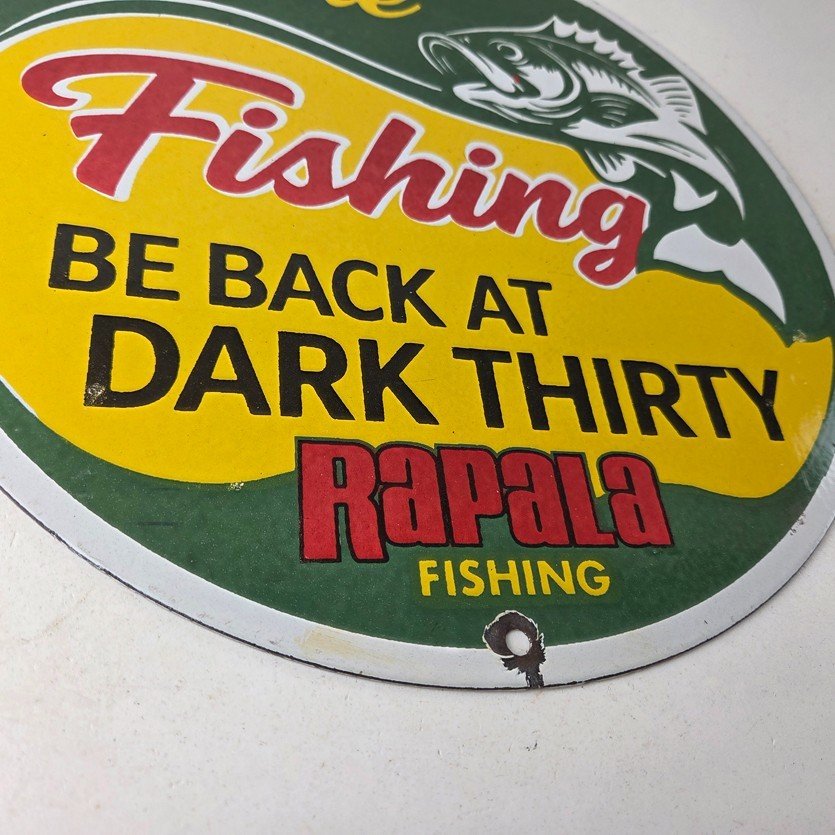 Fishing
BE BACK AT
DARK THIRTY
RAPALA
FISHING